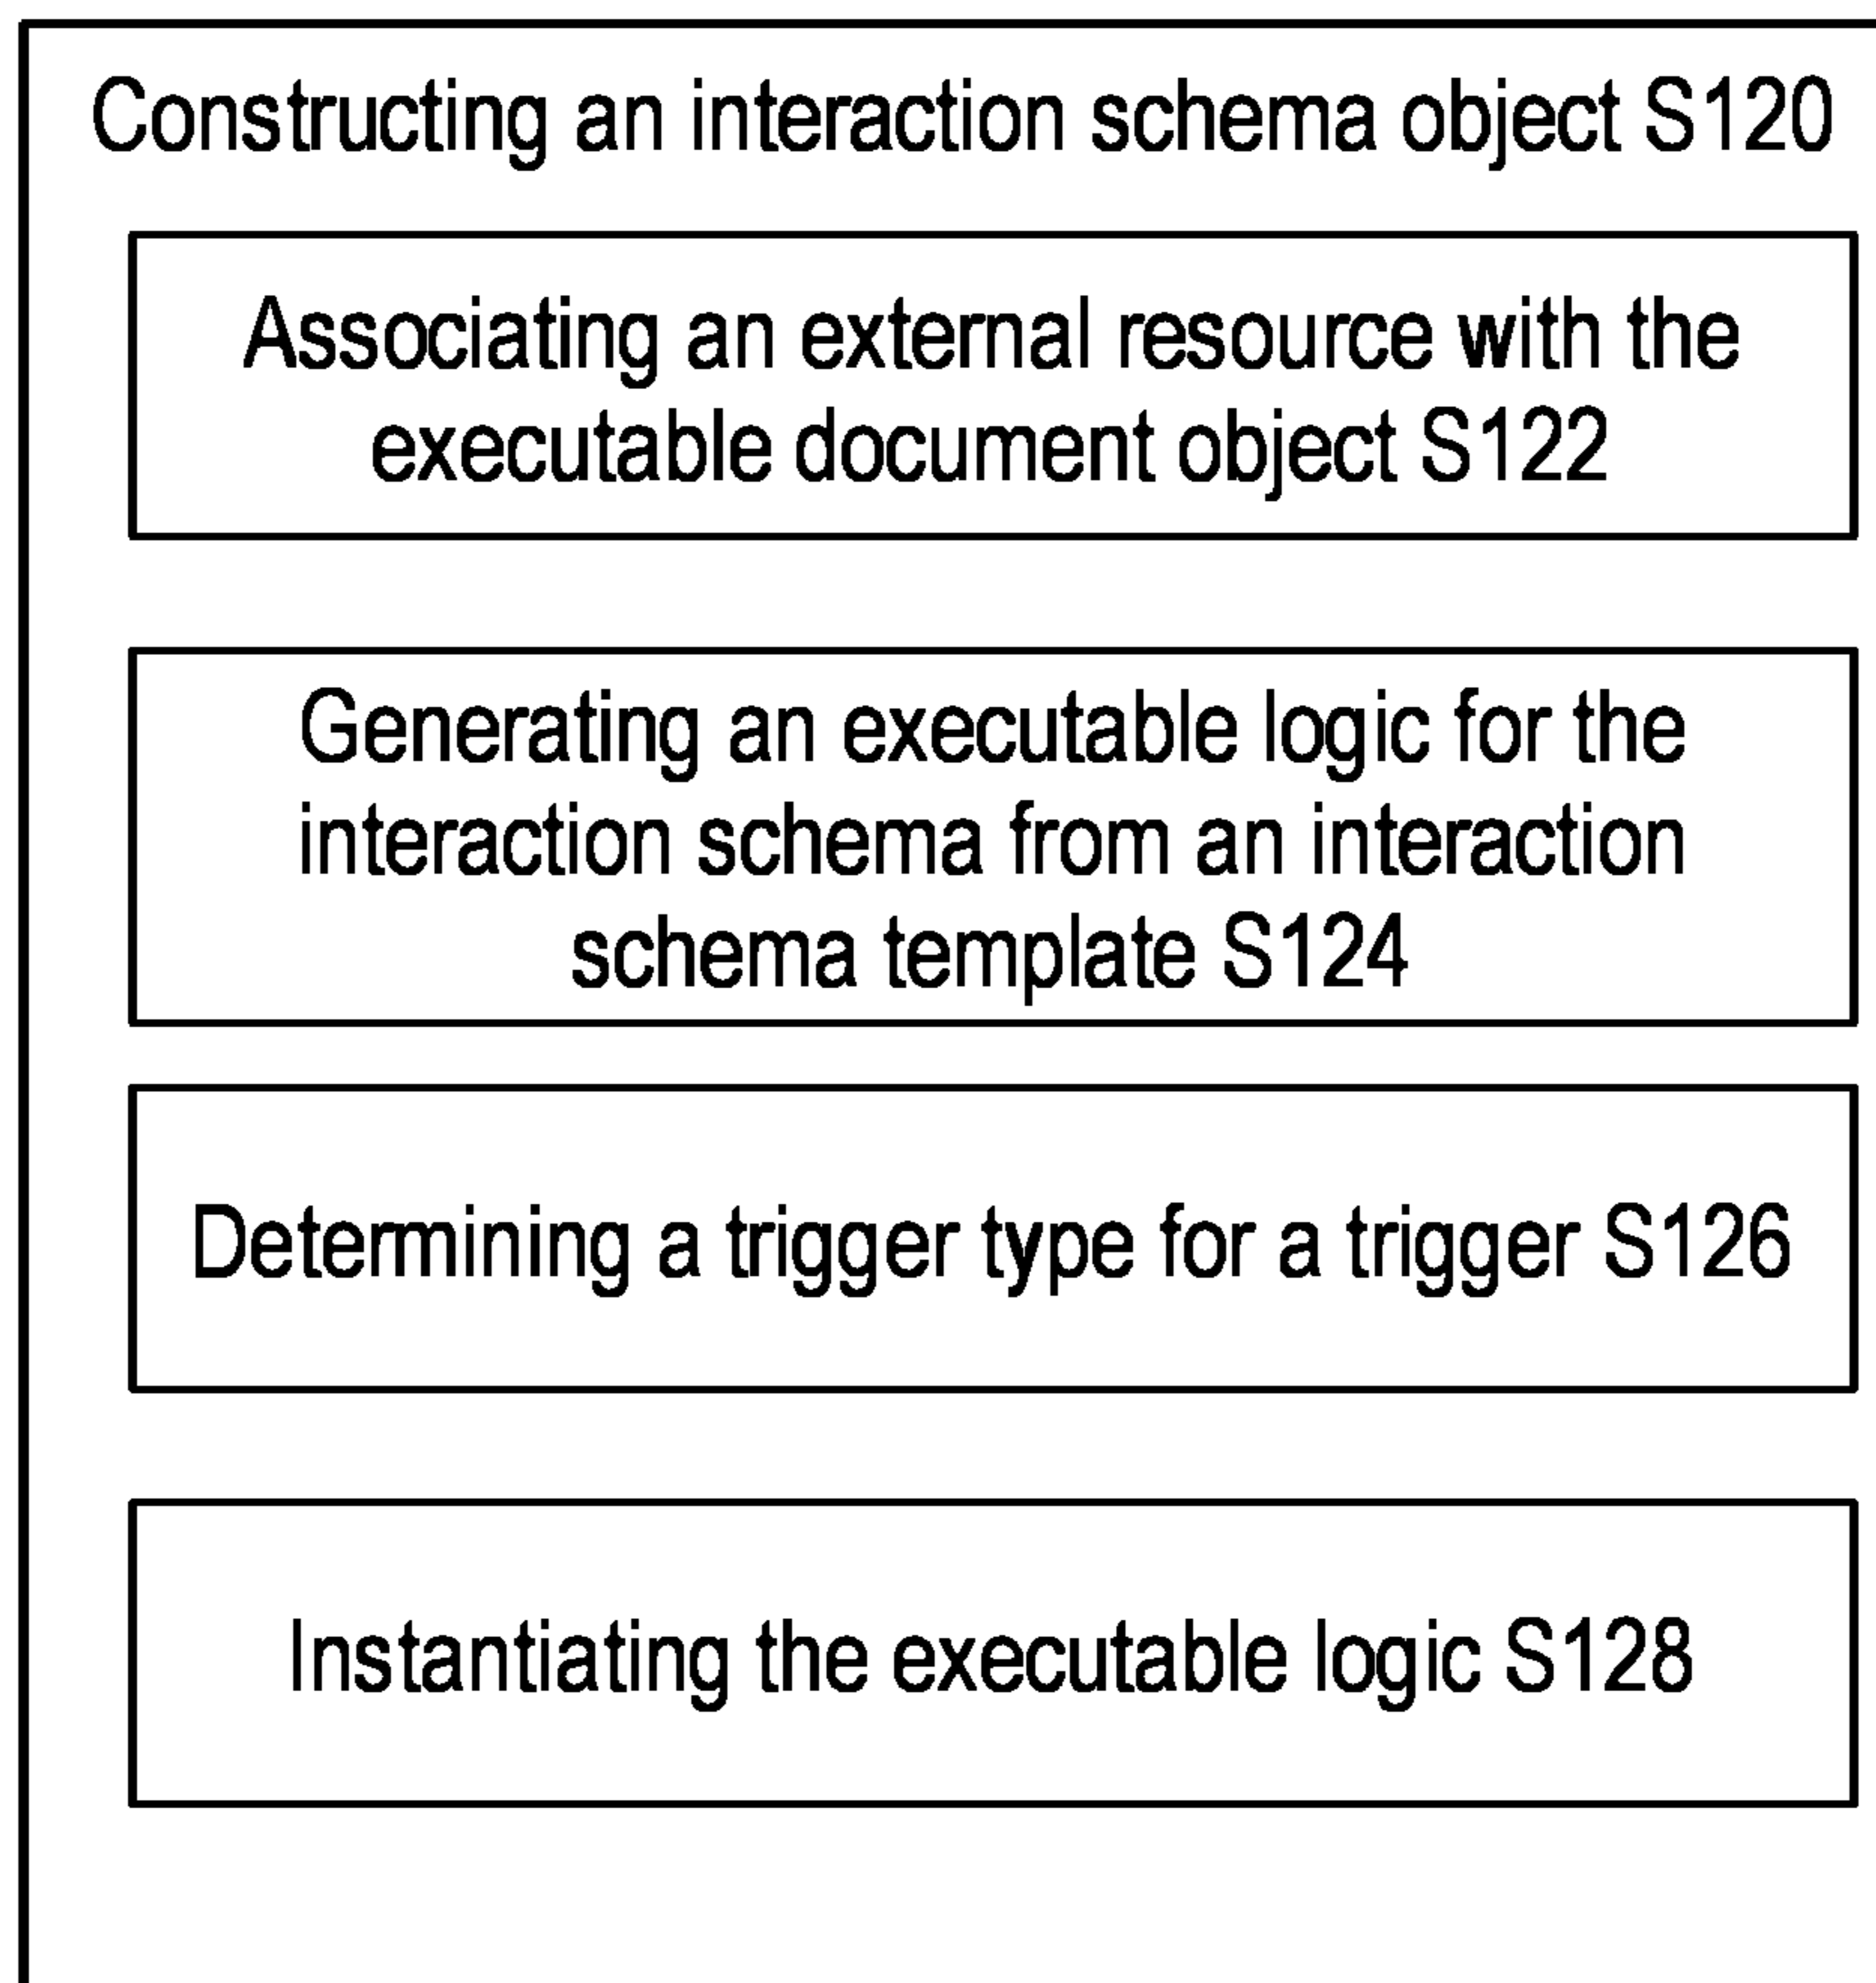 Constructing an interaction schema object S120
Associating an external resource with the
executable document object S122
Generating an executable logic for the
interaction schema from an interaction
schema template S124
Determining a trigger type for a trigger S126
Instantiating the executable logic S128